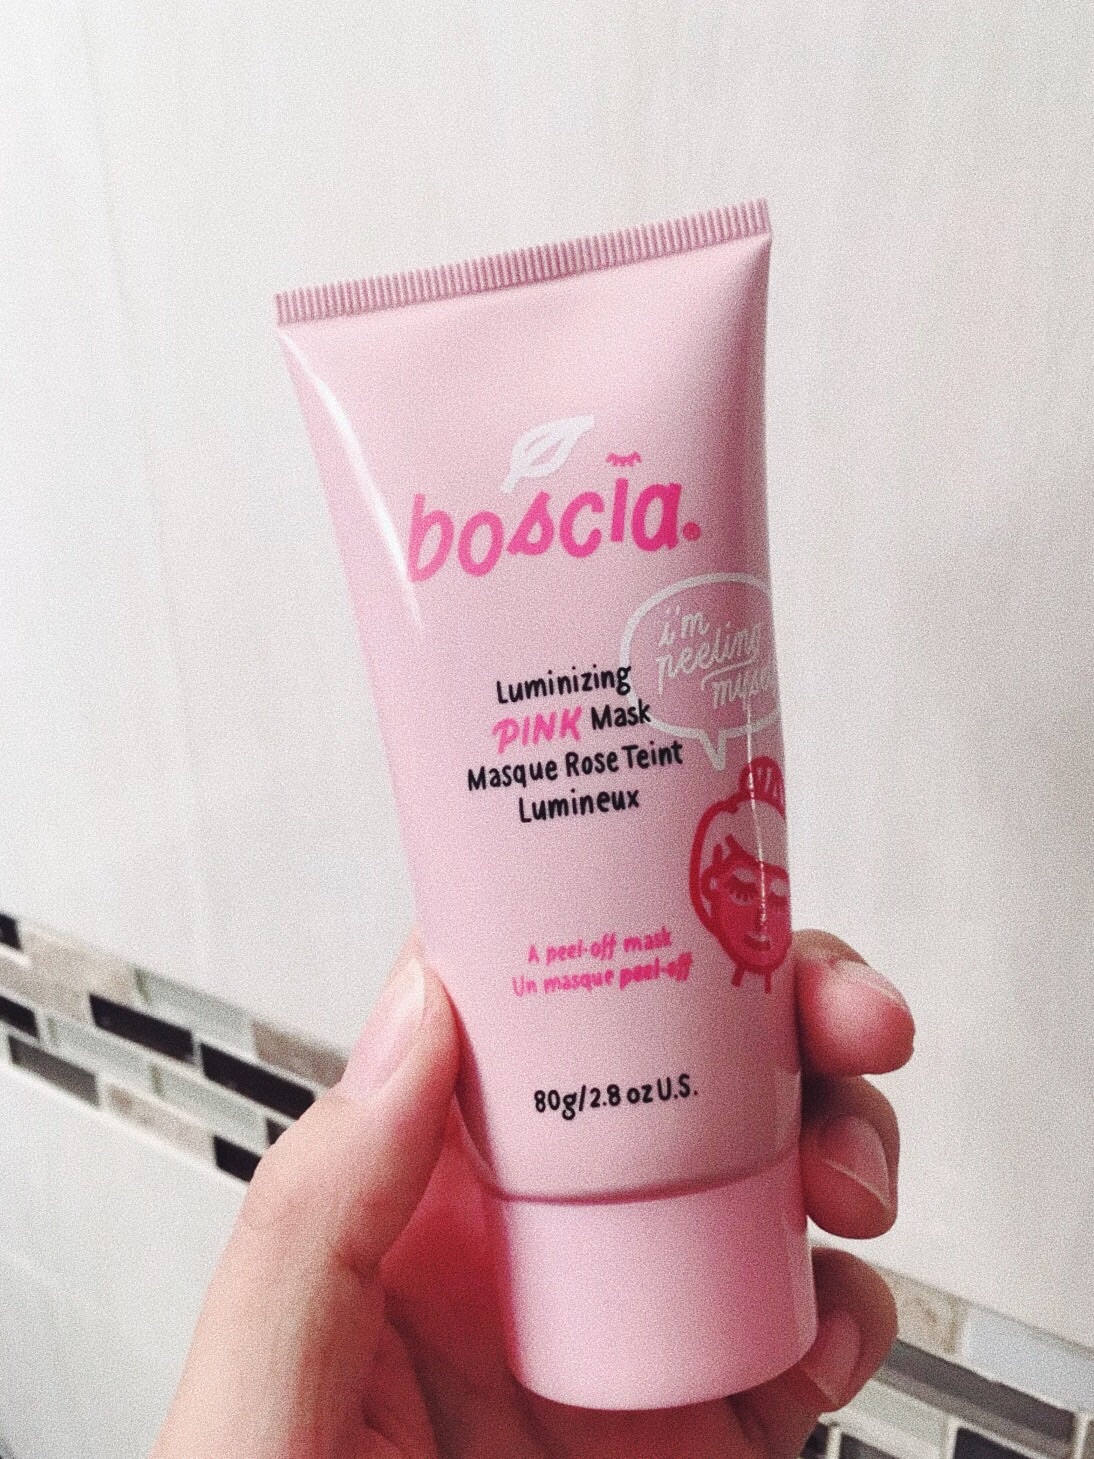 boscia.
i'm
peeling
myself
Luminizing
PINK Mask
Masque Rose Teint
Lumineux
A peel-off mask
Un masque peel-off
80g/2.8 oz U.S.